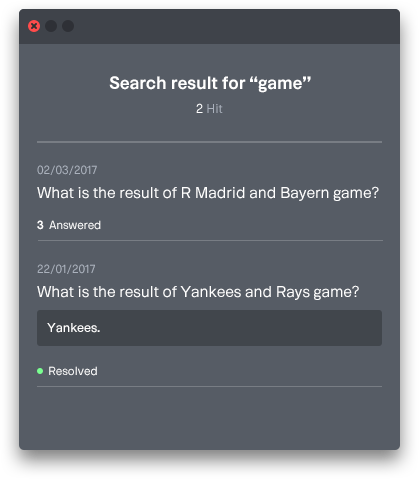 Search result for “game”
2 Hit
02/03/2017
What is the result of R Madrid and Bayern game?
3 Answered
22/01/2017
What is the result of Yankees and Rays game?
Yankees.
Resolved